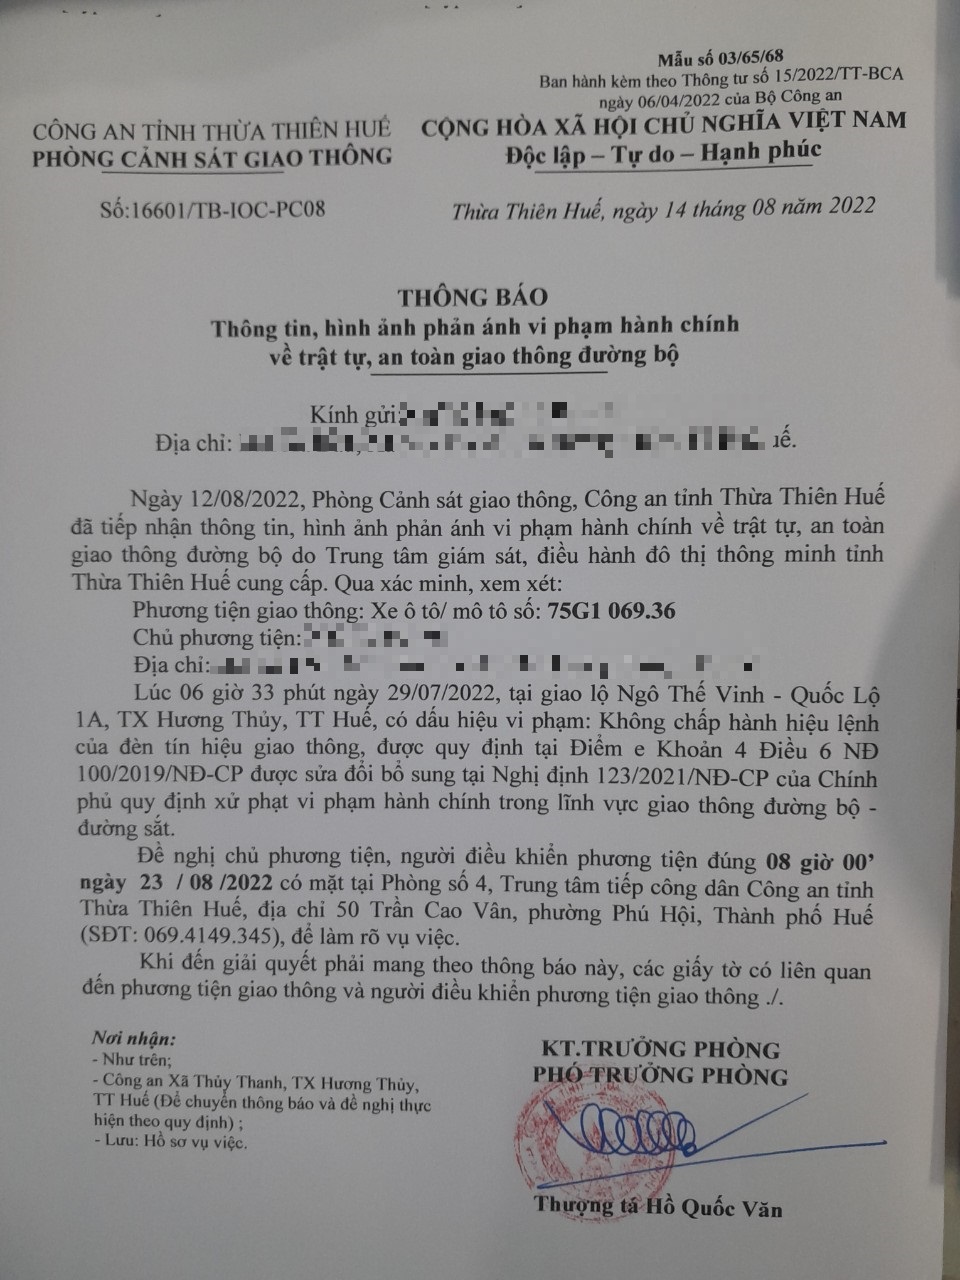 Mẫu số 03/65/68
Ban hành kèm theo Thông tư số 15/2022/TT-BCA
ngày 06/04/2022 của Bộ Công an
CÔNG AN TỈNH THỪA THIÊN HUẾ
PHÒNG CẢNH SÁT GIAO THÔNG
CỘNG HÒA XÃ HỘI CHỦ NGHĨA VIỆT NAM
Độc lập – Tự do – Hạnh phúc
Số:16601/TB-IOC-PC08
Thừa Thiên Huế, ngày 14 tháng 08 năm 2022
THÔNG BÁO
Thông tin, hình ảnh phản ánh vi phạm hành chính
về trật tự, an toàn giao thông đường bộ
Kính gửi:
Địa chỉ:
Ngày 12/08/2022, Phòng Cảnh sát giao thông, Công an tỉnh Thừa Thiên Huế
đã tiếp nhận thông tin, hình ảnh phản ánh vi phạm hành chính về trật tự, an toàn
giao thông đường bộ do Trung tâm giám sát, điều hành đô thị thông minh tỉnh
Thừa Thiên Huế cung cấp. Qua xác minh, xem xét:
Phương tiện giao thông: Xe ô tô/ mô tô số: 75G1 069.36
Chủ phương tiện:
Địa chỉ:
Lúc 06 giờ 33 phút ngày 29/07/2022, tại giao lộ Ngô Thế Vinh - Quốc Lộ
1A, TX Hương Thủy, TT Huế, có dấu hiệu vi phạm: Không chấp hành hiệu lệnh
của đèn tín hiệu giao thông, được quy định tại Điểm e Khoản 4 Điều 6 NĐ
100/2019/NĐ-CP được sửa đổi bổ sung tại Nghị định 123/2021/NĐ-CP của Chính
phủ quy định xử phạt vi phạm hành chính trong lĩnh vực giao thông đường bộ -
đường sắt.
Đề nghị chủ phương tiện, người điều khiển phương tiện đúng 08 giờ 00’
ngày 23 / 08 /2022 có mặt tại Phòng số 4, Trung tâm tiếp công dân Công an tỉnh
Thừa Thiên Huế, địa chỉ 50 Trần Cao Vân, phường Phú Hội, Thành phố Huế
(SĐT: 069.4149.345), để làm rõ vụ việc.
Khi đến giải quyết phải mang theo thông báo này, các giấy tờ có liên quan
đến phương tiện giao thông và người điều khiển phương tiện giao thông ./.
Nơi nhận:
- Như trên;
- Công an Xã Thủy Thanh, TX Hương Thủy,
TT Huế (Để chuyển thông báo và đề nghị thực
hiện theo quy định) ;
- Lưu: Hồ sơ vụ việc.
KT.TRƯỞNG PHÒNG
PHÓ TRƯỞNG PHÒNG
Thượng tá Hồ Quốc Văn